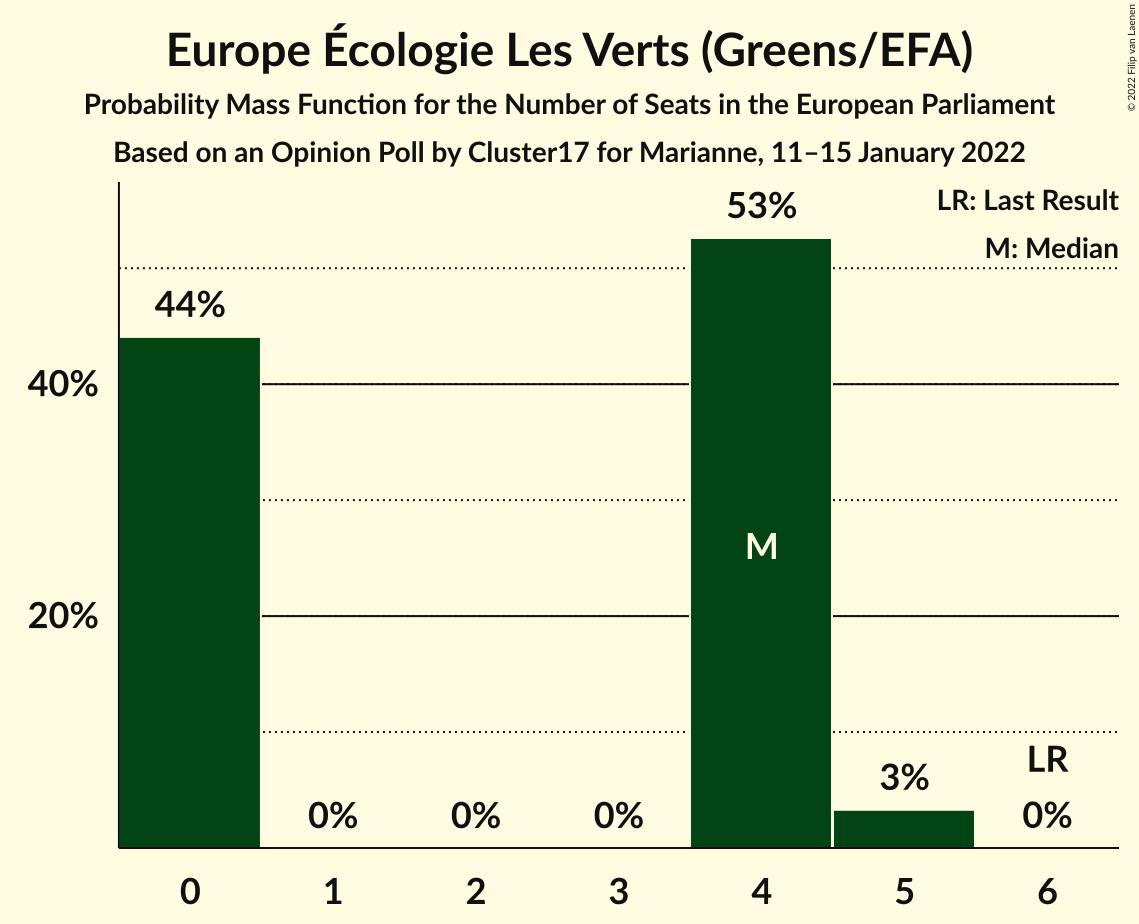 Europe Écologie Les Verts (Greens/EFA)
Probability Mass Function for the Number of Seats in the European Parliament
Based on an Opinion Poll by Cluster17 for Marianne, 11–15 January 2022
© 2022 Filip van Laenen
LR: Last Result
M: Median
53%
44%
40%
M
20%
LR
3%
0% 0% 0% 0%
0 1 2 3 4 5 6